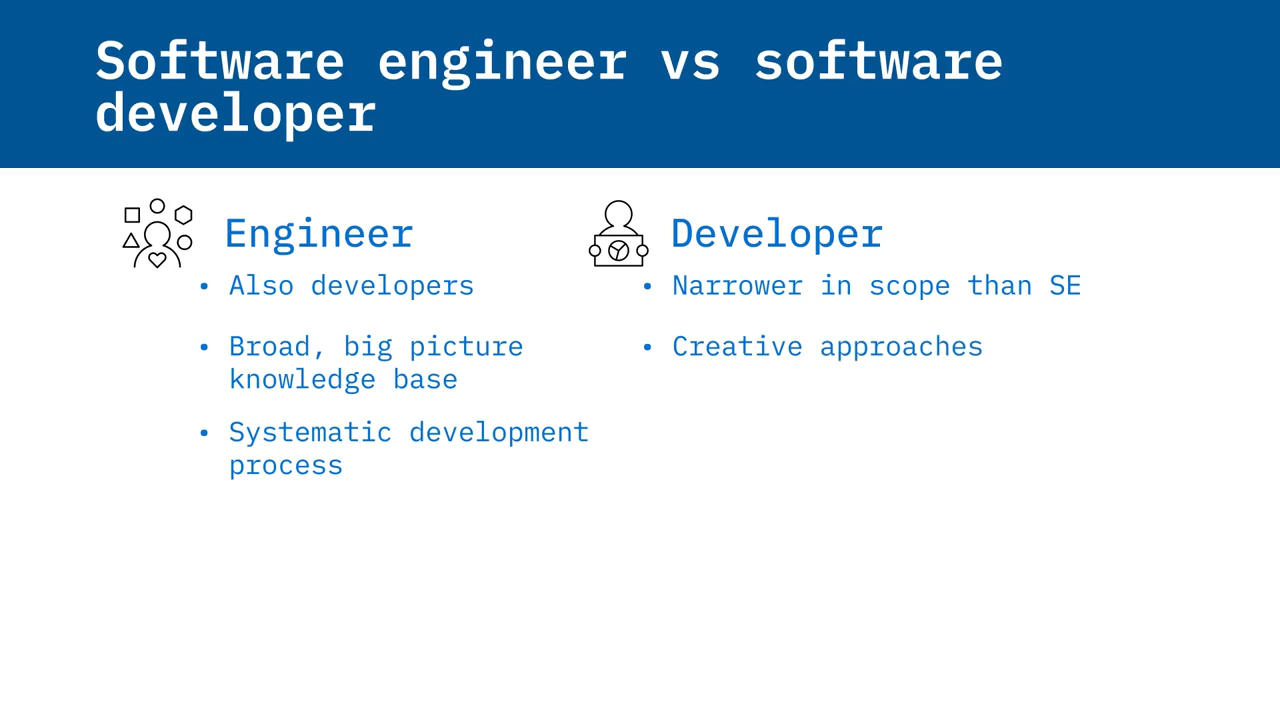 Software engineer vs software
developer
Engineer
• Also developers
• Broad, big picture
knowledge base
• Systematic development
process
Developer
• Narrower in scope than SE
• Creative approaches